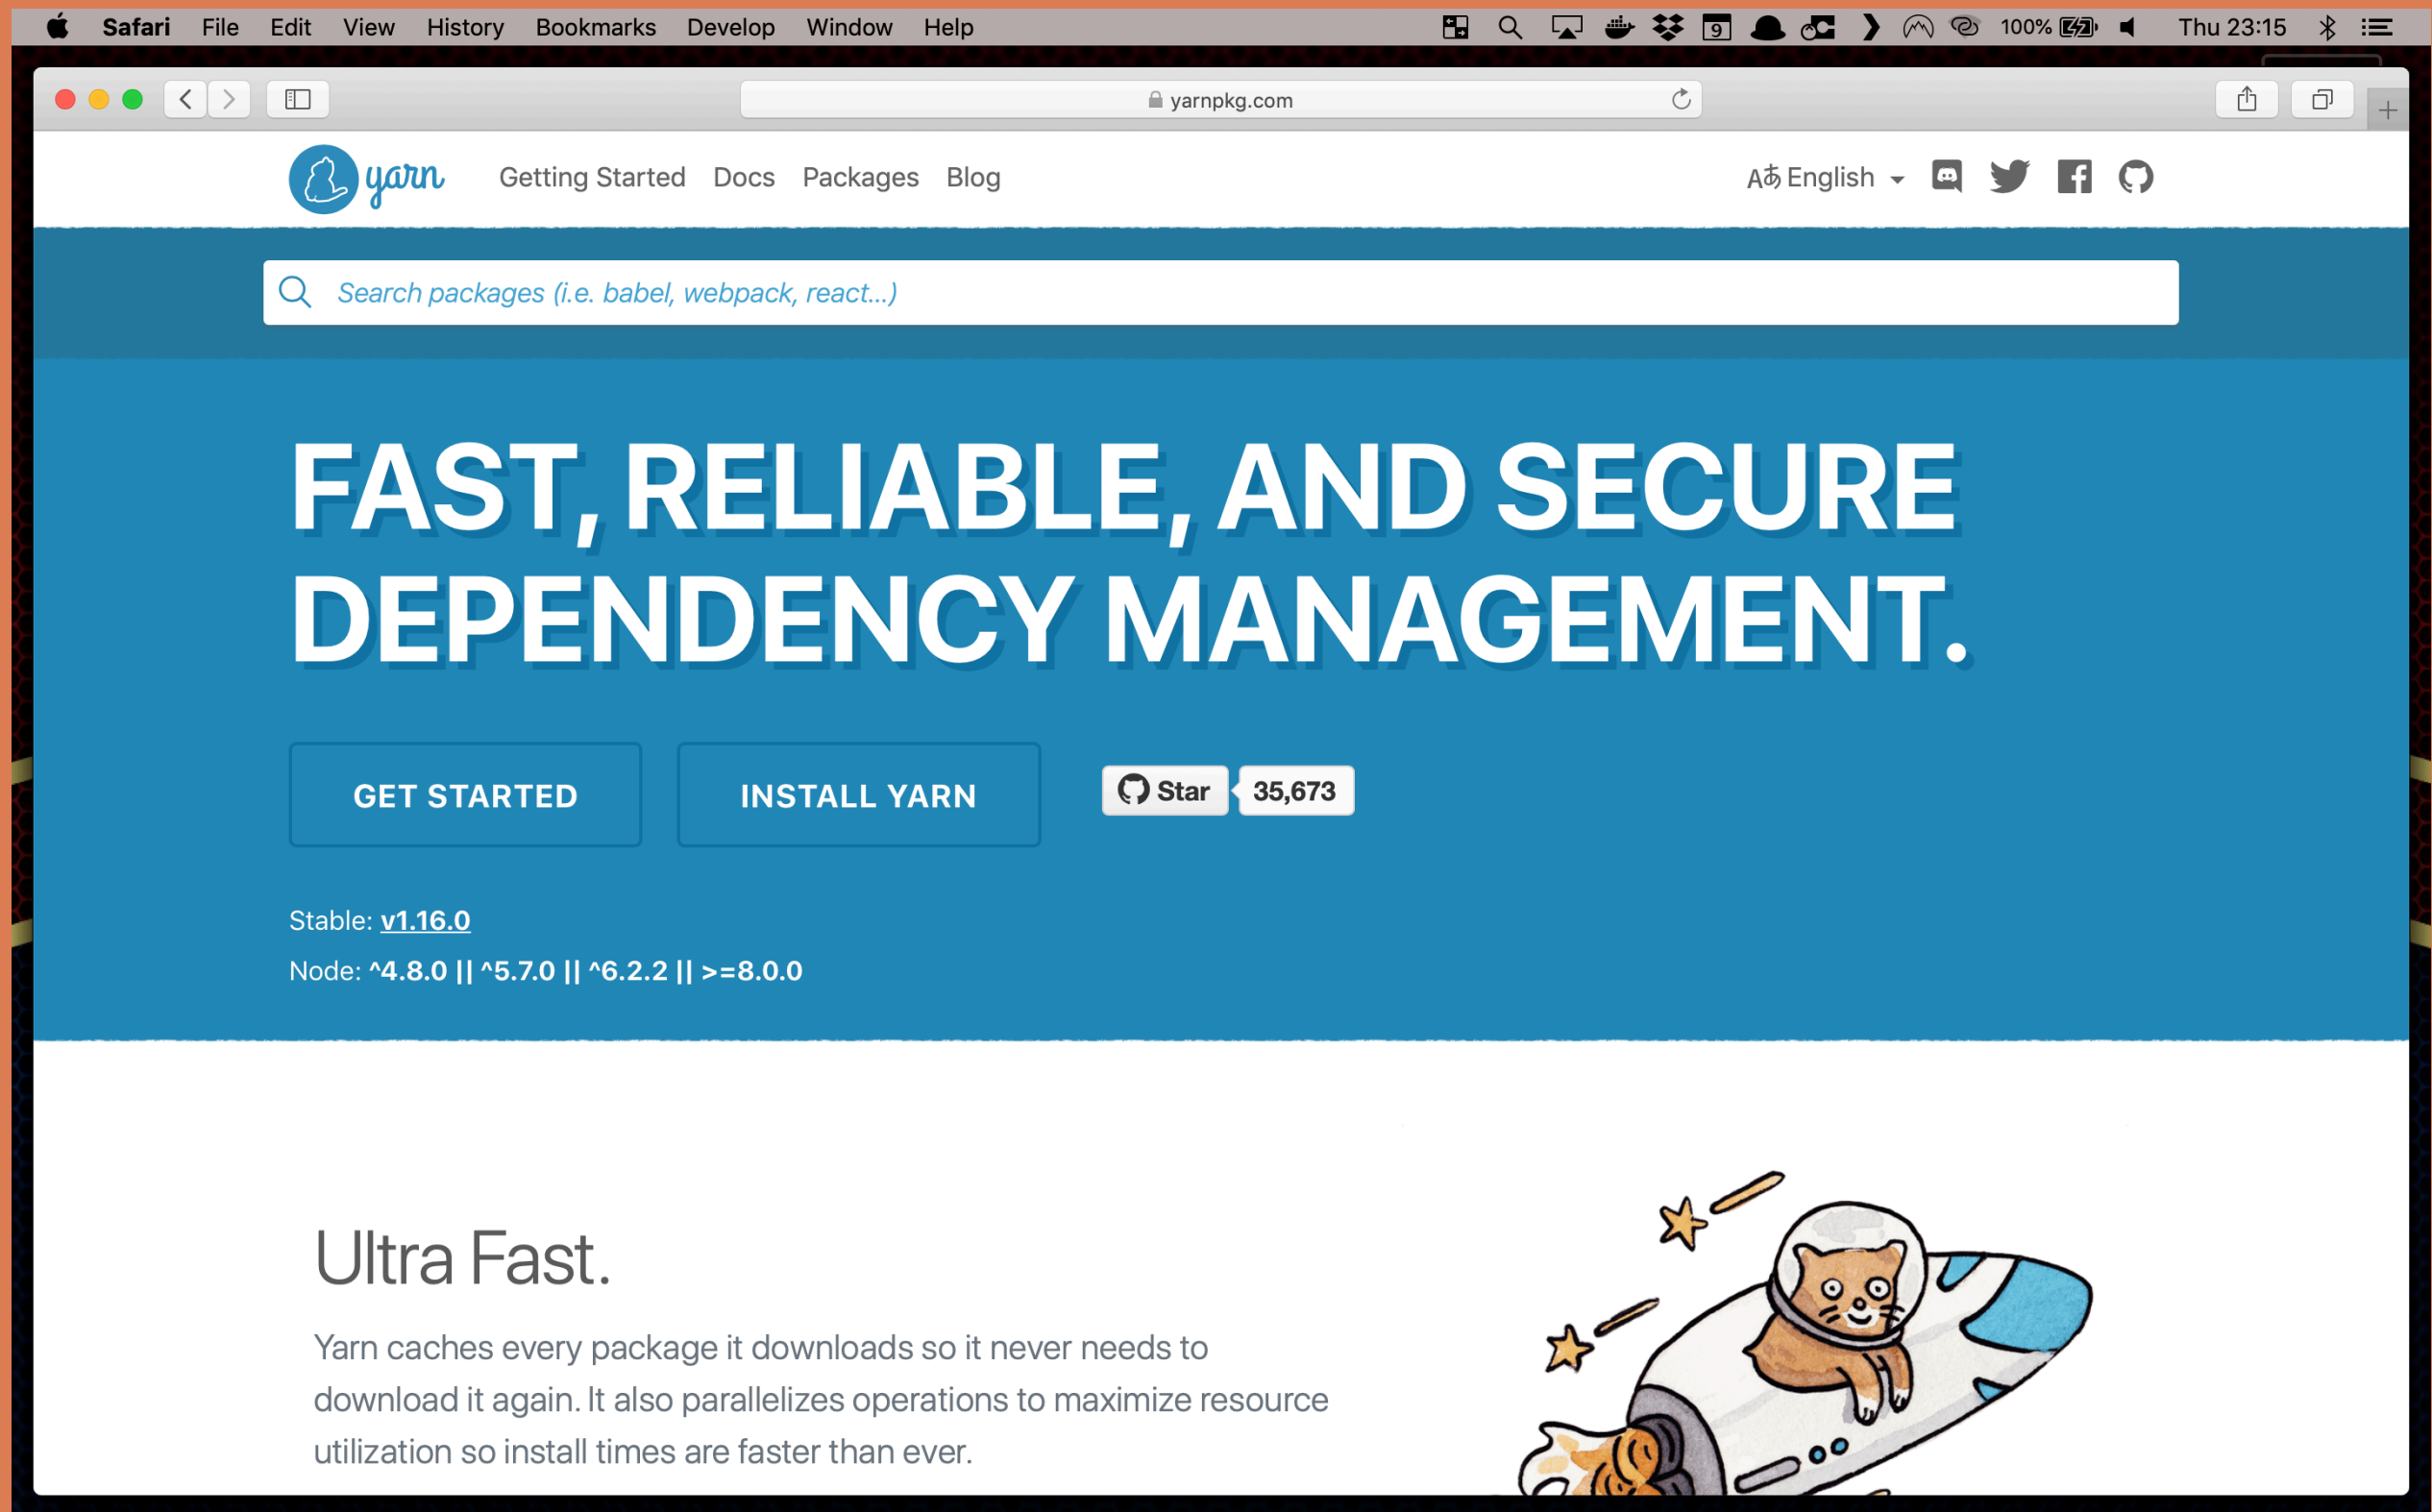 Safari File Edit View History Bookmarks Develop Window Help 9 100% Thu 23:15
yarnpkg.com
yarn Getting Started Docs Packages Blog Aあ English
Search packages (i.e. babel, webpack, react...)
FAST, RELIABLE, AND SECURE
DEPENDENCY MANAGEMENT.
GET STARTED INSTALL YARN Star 35,673
Stable: v1.16.0
Node: ^4.8.0 || ^5.7.0 || ^6.2.2 || >=8.0.0
Ultra Fast.
Yarn caches every package it downloads so it never needs to
download it again. It also parallelizes operations to maximize resource
utilization so install times are faster than ever.